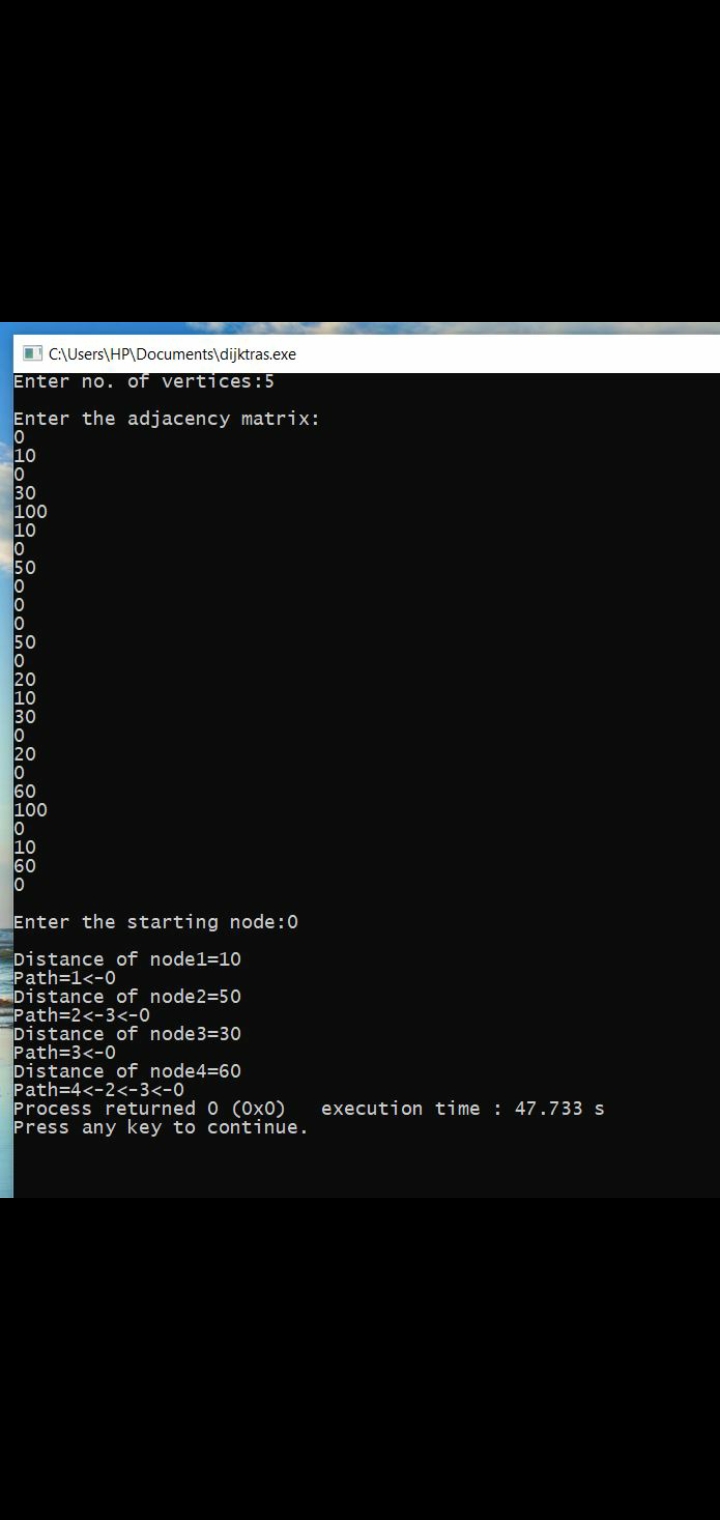 C:\Users\HP\Documents\dijktras.exe
Enter no. of vertices:5
Enter the adjacency matrix:
0
10
0
30
100
10
0
50
0
0
0
50
0
20
10
30
0
20
0
60
100
0
10
60
0
Enter the starting node:0
Distance of node1=10
Path=1<-0
Distance of node2=50
Path=2<-3<-0
Distance of node3=30
Path=3<-0
Distance of node4=60
Path=4<-2<-3<-0
Process returned 0 (0x0)   execution time : 47.733 s
Press any key to continue.